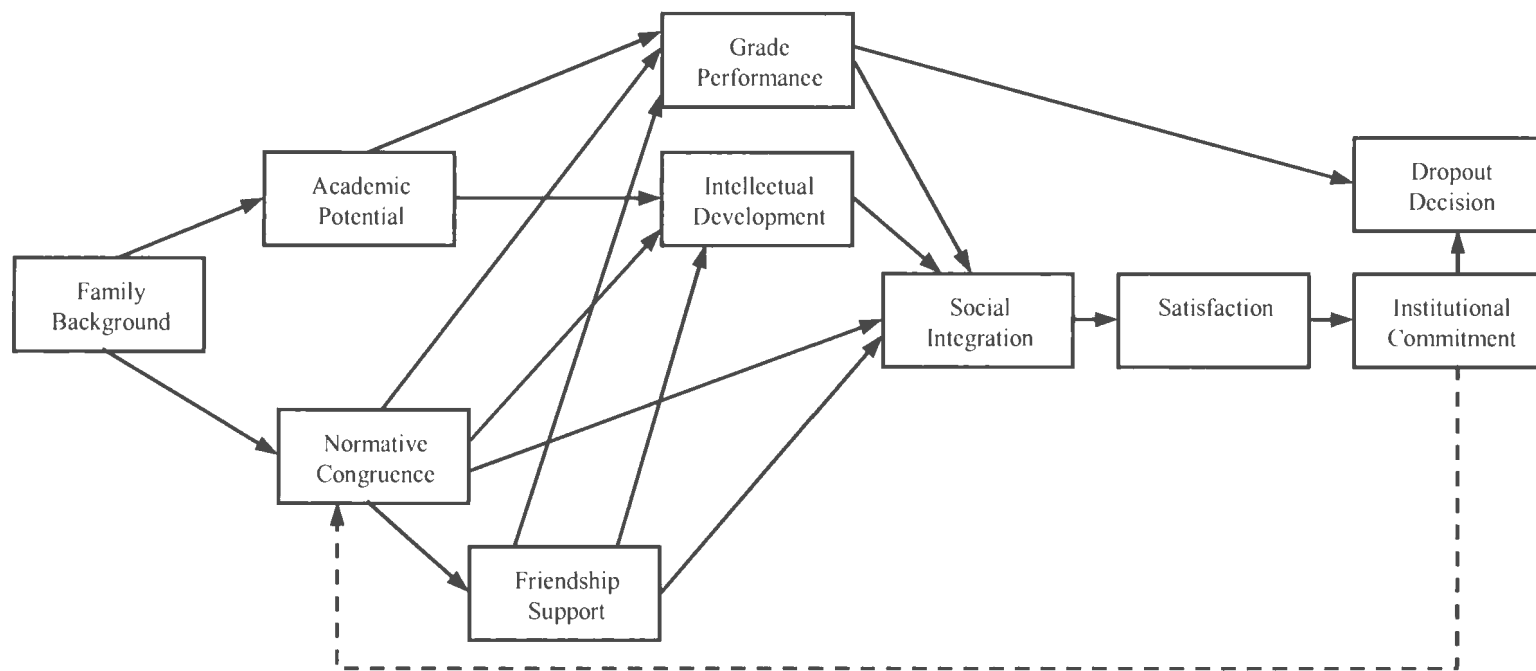 Grade
Performance
Academic
Potential
Intellectual
Development
Dropout
Decision
Family
Background
Social
Integration
Satisfaction
Institutional
Commitment
Normative
Congruence
Friendship
Support